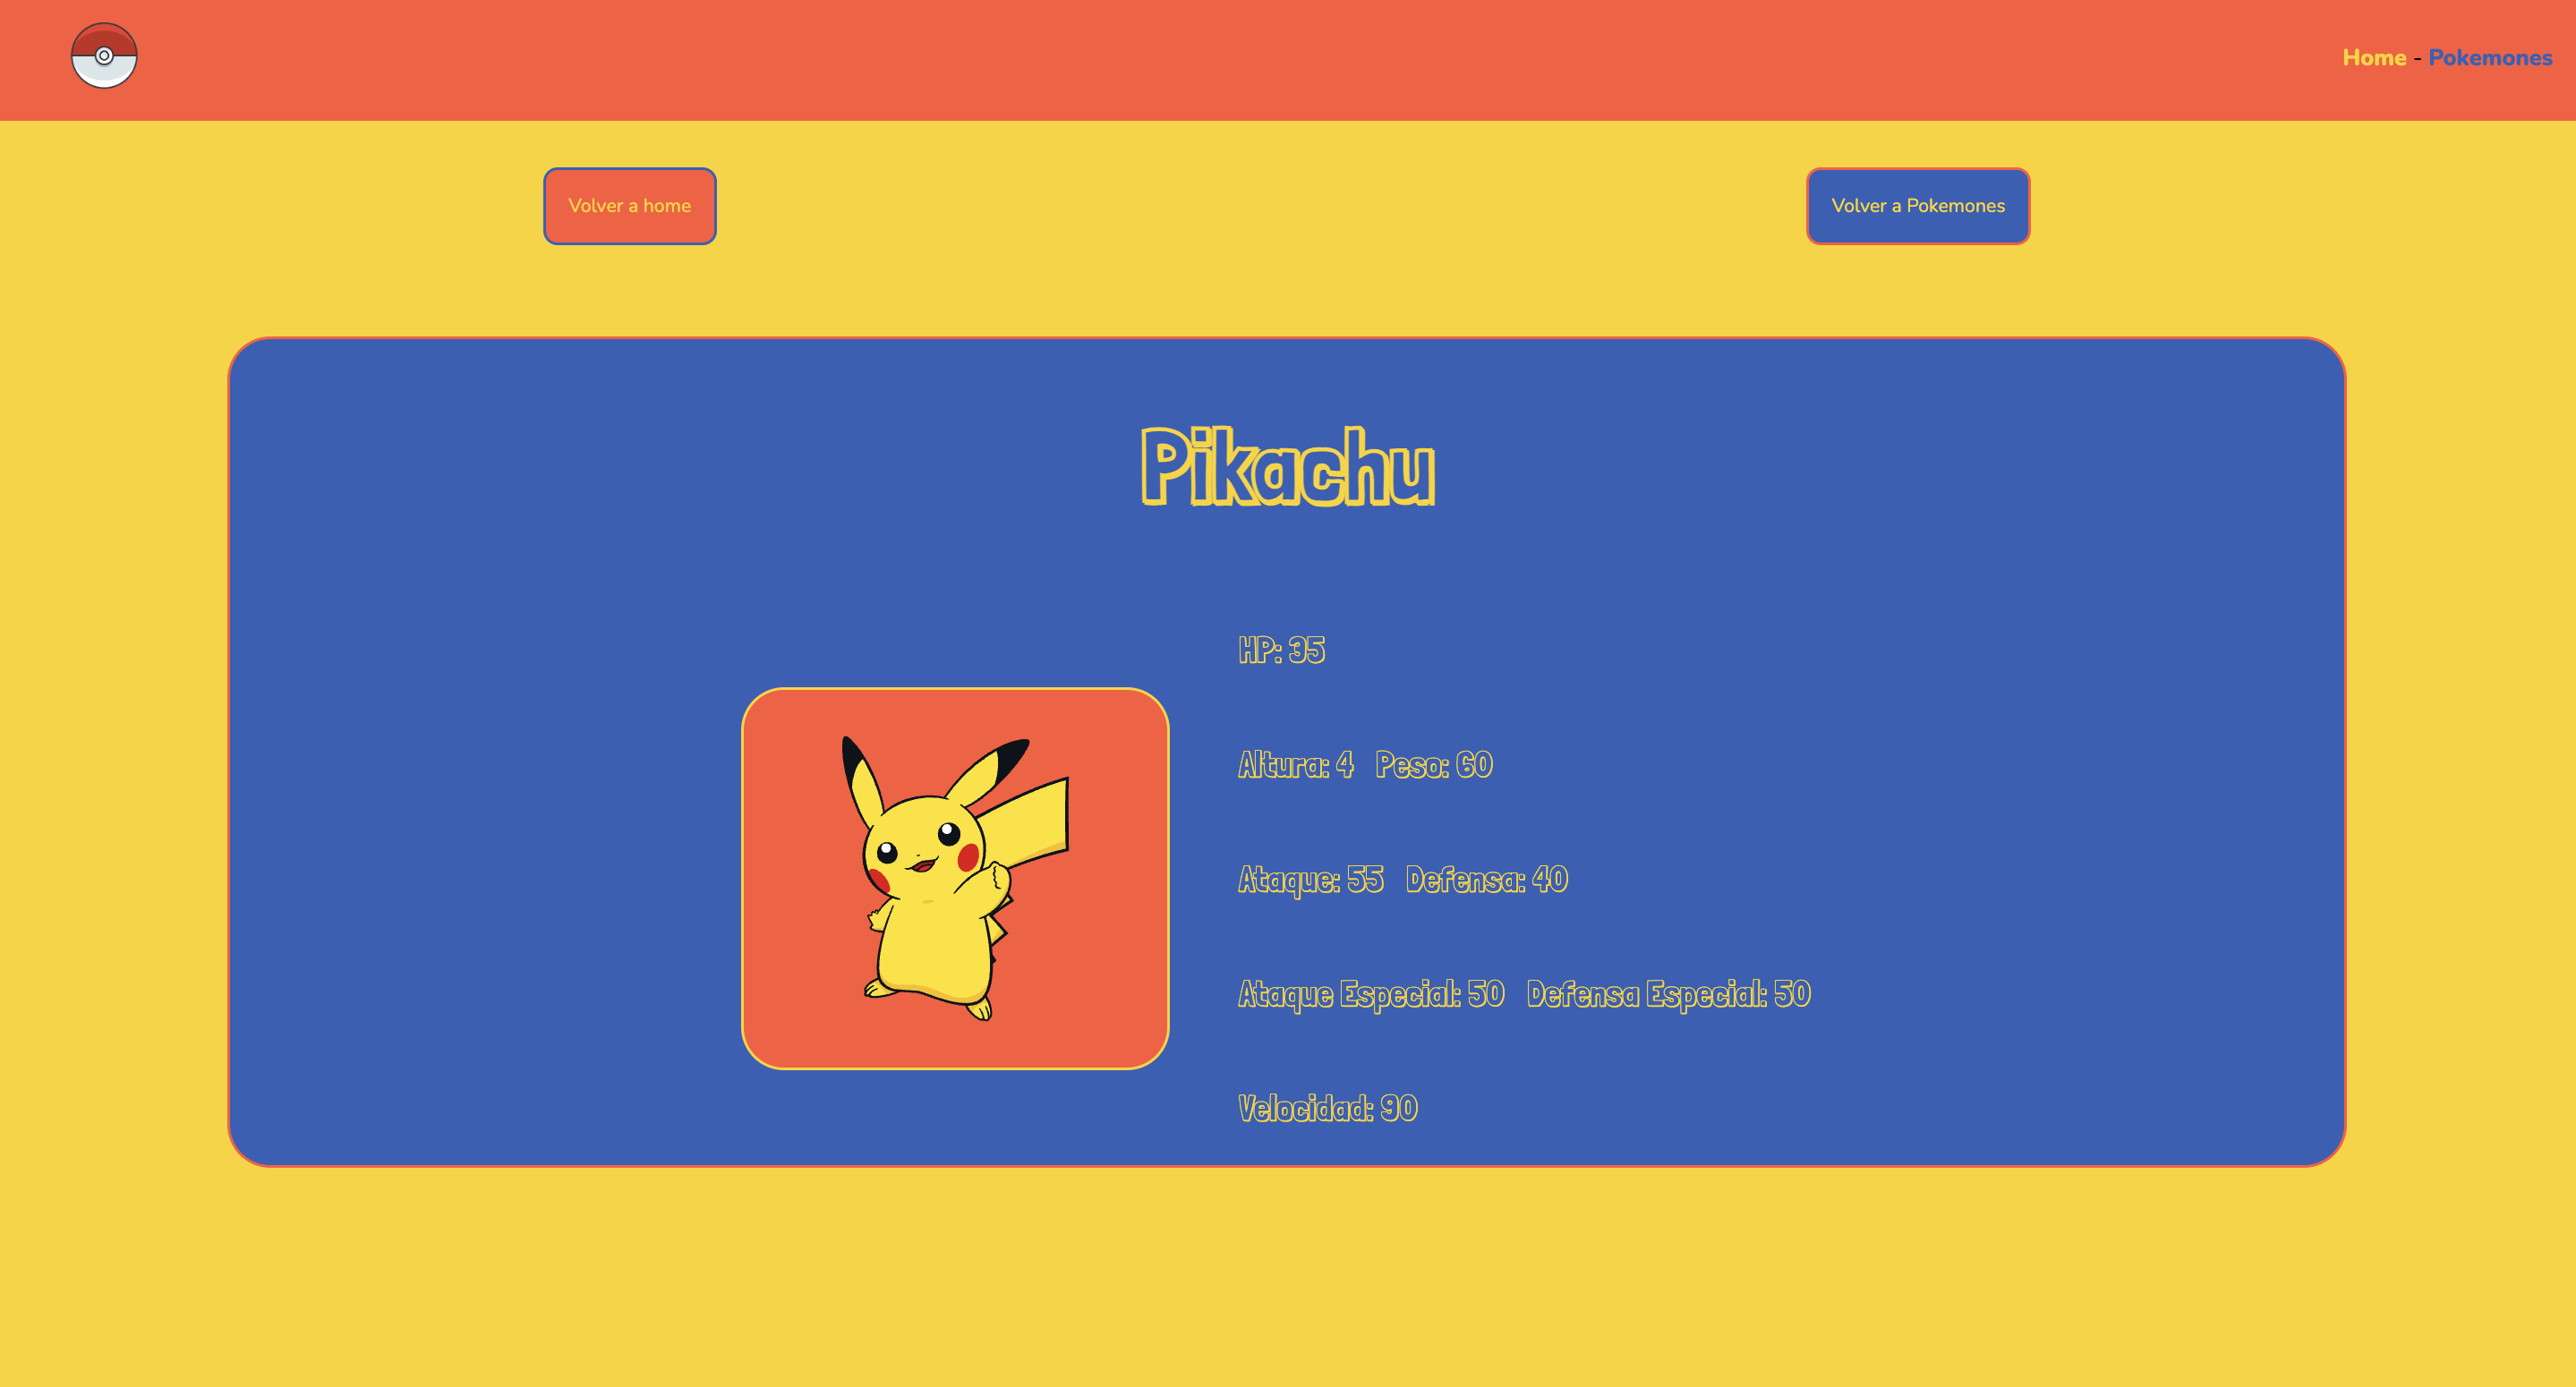 Home - Pokemones
Volver a home
Volver a Pokemones
Pikachu
HP: 35
Altura: 4 Peso: 60
Ataque: 55 Defensa: 40
Ataque Especial: 50 Defensa Especial: 50
Velocidad: 90